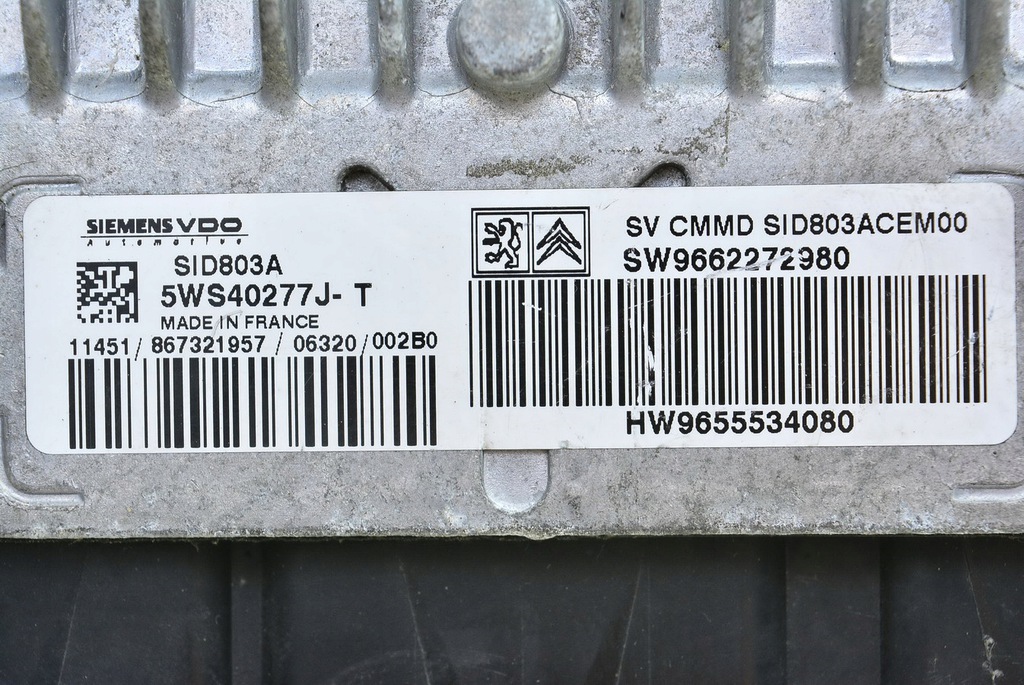 SIEMENS VDO
Automotive
SID803A
5WS40277J- T
MADE IN FRANCE
11451 / 867321957 / 06320 / 002B0
SV CMMD SID803ACEM00
SW9662272980
HW9655534080